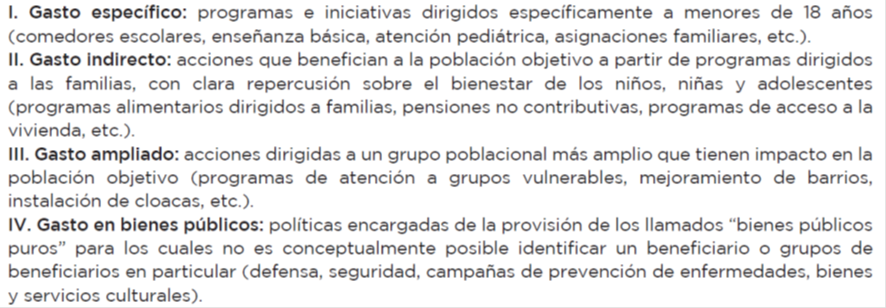 I. Gasto específico: programas e iniciativas dirigidos específicamente a menores de 18 años
(comedores escolares, enseñanza básica, atención pediátrica, asignaciones familiares, etc.).
II. Gasto indirecto: acciones que benefician a la población objetivo a partir de programas dirigidos
a las familias, con clara repercusión sobre el bienestar de los niños, niñas y adolescentes
(programas alimentarios dirigidos a familias, pensiones no contributivas, programas de acceso a la
vivienda, etc.).
III. Gasto ampliado: acciones dirigidas a un grupo poblacional más amplio que tienen impacto en la
población objetivo (programas de atención a grupos vulnerables, mejoramiento de barrios,
instalación de cloacas, etc.).
IV. Gasto en bienes públicos: políticas encargadas de la provisión de los llamados “bienes públicos
puros” para los cuales no es conceptualmente posible identificar un beneficiario o grupos de
beneficiarios en particular (defensa, seguridad, campañas de prevención de enfermedades, bienes
y servicios culturales).